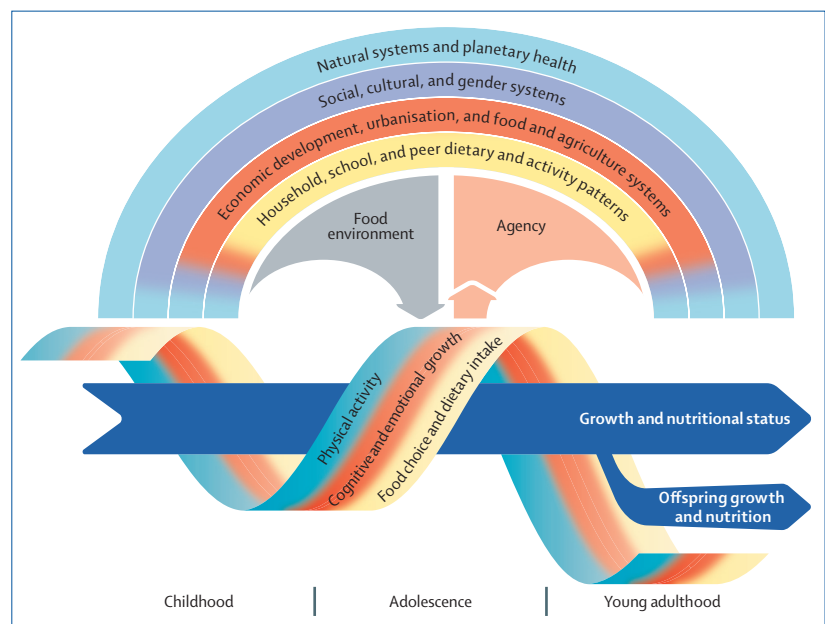 Natural systems and planetary health
Social, cultural, and gender systems
Economic development, urbanisation, and food and agriculture systems
Household, school, and peer dietary and activity patterns
Food
environment
Agency
Physical activity
Cognitive and emotional growth
Food choice and dietary intake
Growth and nutritional status
Offspring growth
and nutrition
Childhood
Adolescence
Young adulthood